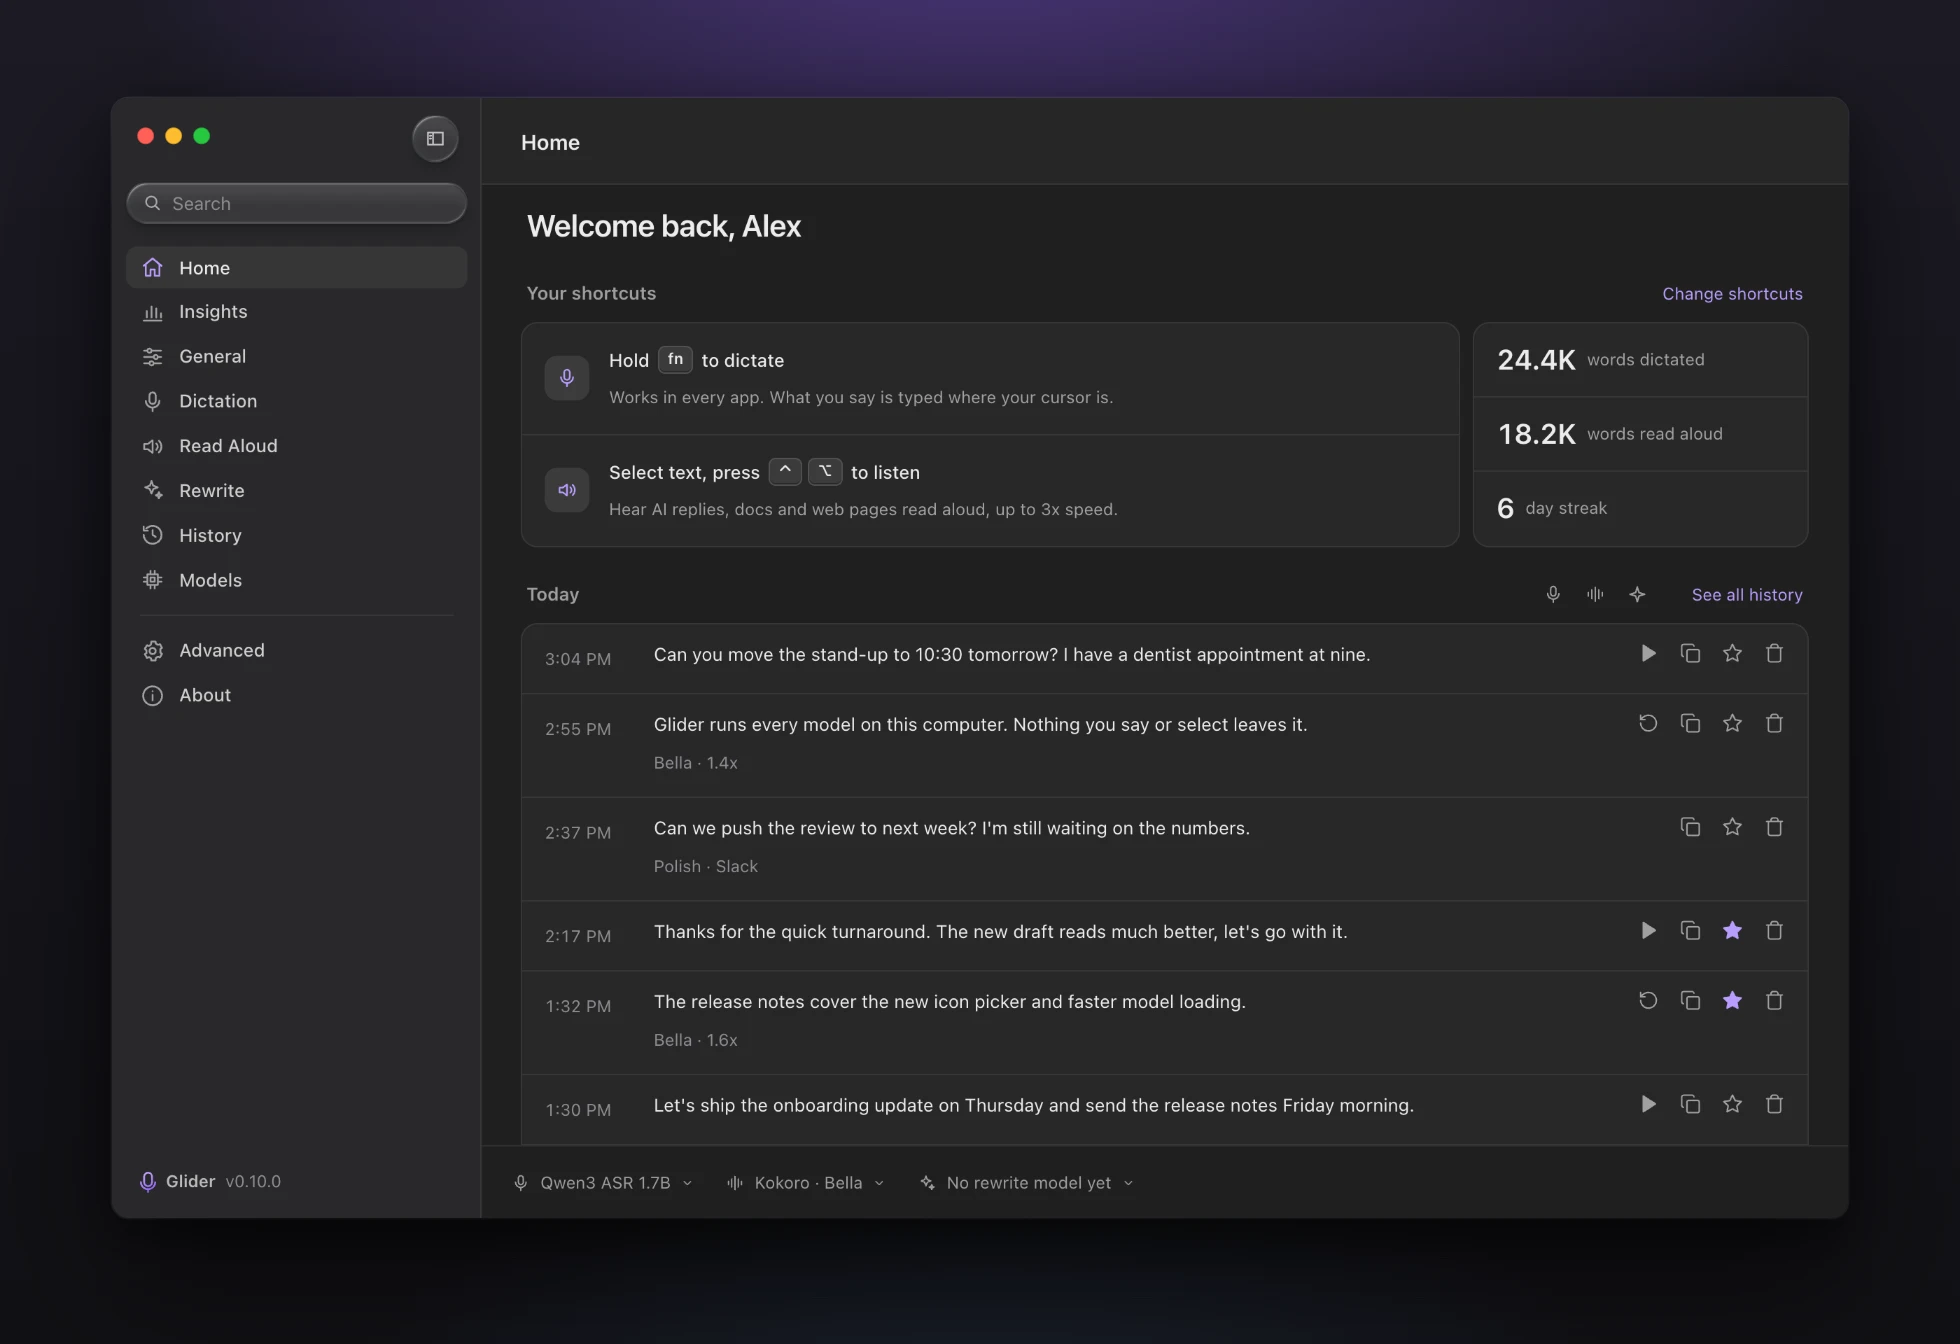 Search
Home
Insights
General
Dictation
Read Aloud
Rewrite
History
Models
Advanced
About
Glider v0.10.0
Home
Welcome back, Alex
Your shortcuts
Change shortcuts
Hold fn to dictate
Works in every app. What you say is typed where your cursor is.
Select text, press ^ ⌥ to listen
Hear AI replies, docs and web pages read aloud, up to 3x speed.
24.4K words dictated
18.2K words read aloud
6 day streak
Today
See all history
3:04 PM Can you move the stand-up to 10:30 tomorrow? I have a dentist appointment at nine.
2:55 PM Glider runs every model on this computer. Nothing you say or select leaves it.
Bella · 1.4x
2:37 PM Can we push the review to next week? I'm still waiting on the numbers.
Polish · Slack
2:17 PM Thanks for the quick turnaround. The new draft reads much better, let's go with it.
1:32 PM The release notes cover the new icon picker and faster model loading.
Bella · 1.6x
1:30 PM Let's ship the onboarding update on Thursday and send the release notes Friday morning.
Qwen3 ASR 1.7B
Kokoro · Bella
No rewrite model yet